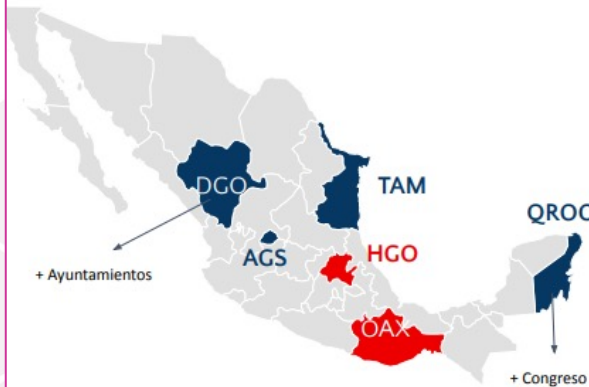 DGO
TAM
QROO
AGS
HGO
+ Ayuntamientos
OAX
+ Congreso